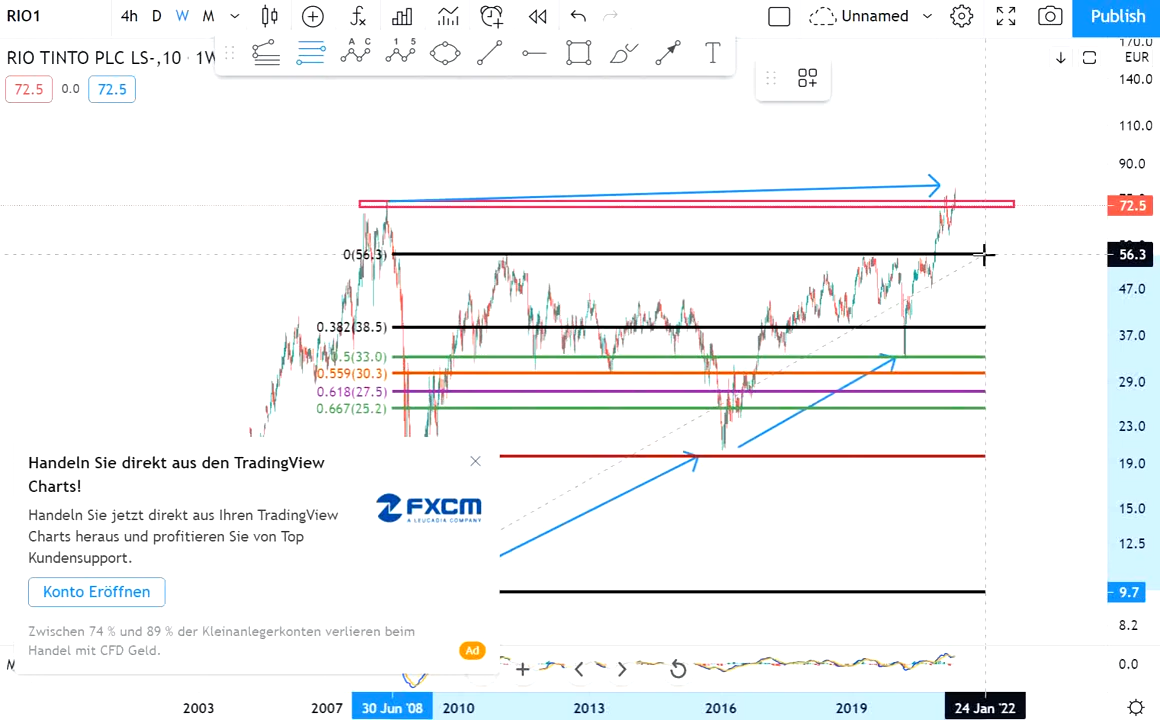 RIO1
4h D W M
Unnamed
Publish
RIO TINTO PLC LS-,10 · 1W
A C
1 5
72.5 0.0 72.5
170.0
EUR
140.0
110.0
90.0
72.5
56.3
47.0
37.0
29.0
23.0
19.0
15.0
12.5
9.7
8.2
0.0
0(56.3)
0.382(38.5)
0.5(33.0)
0.559(30.3)
0.618(27.5)
0.667(25.2)
Handeln Sie direkt aus den TradingView
Charts!
Handeln Sie jetzt direkt aus Ihren TradingView
Charts heraus und profitieren Sie von Top
Kundensupport.
FXCM
A LEUCADIA COMPANY
Konto Eröffnen
Zwischen 74 % und 89 % der Kleinanlegerkonten verlieren beim
Handel mit CFD Geld.
Ad
M
2003 2007 30 Jun '08 2010 2013 2016 2019 24 Jan '22